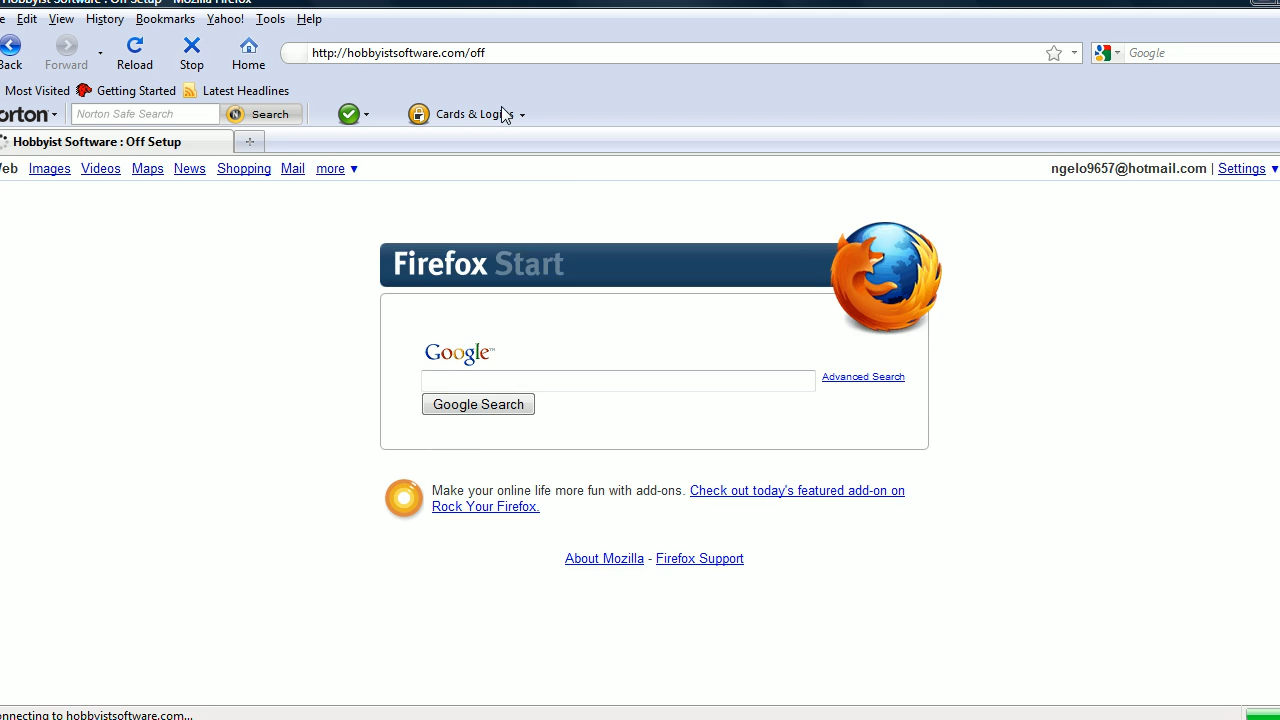 Hobbyist Software : Off Setup - Mozilla Firefox
Edit View History Bookmarks Yahoo! Tools Help
Back Forward Reload Stop Home http://hobbyistsoftware.com/off Google
Most Visited Getting Started Latest Headlines
orton Norton Safe Search Search Cards & Logins
Hobbyist Software : Off Setup
eb Images Videos Maps News Shopping Mail more ▼ ngelo9657@hotmail.com | Settings ▼
Firefox Start
Google™
Advanced Search
Google Search
Make your online life more fun with add-ons. Check out today's featured add-on on
Rock Your Firefox.
About Mozilla - Firefox Support
onnecting to hobbyistsoftware.com...